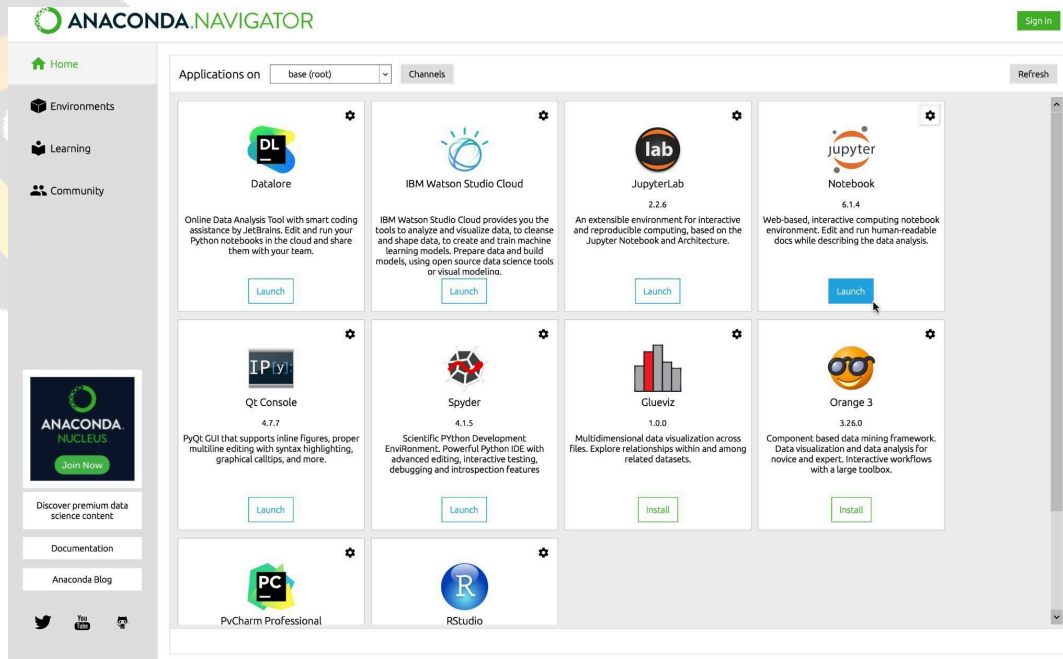 ANACONDA.NAVIGATOR
Sign in
Home
Environments
Learning
Community
Applications on
base (root)
Channels
Refresh
DL
Datalore
Online Data Analysis Tool with smart coding
assistance by JetBrains. Edit and run your
Python notebooks in the cloud and share
them with your team.
Launch
IBM Watson Studio Cloud
IBM Watson Studio Cloud provides you the
tools to analyze and visualize data, to cleanse
and shape data, to create and train machine
learning models. Prepare data and build
models, using open source data science tools
or visual modeling.
Launch
lab
JupyterLab
2.2.6
An extensible environment for interactive
and reproducible computing, based on the
Jupyter Notebook and Architecture.
Launch
jupyter
Notebook
6.1.4
Web-based, interactive computing notebook
environment. Edit and run human-readable
docs while describing the data analysis.
Launch
IP[y]:
Qt Console
4.7.7
PyQt GUI that supports inline figures, proper
multiline editing with syntax highlighting,
graphical calltips, and more.
Launch
Spyder
4.1.5
Scientific PYthon Development
EnviRonment. Powerful Python IDE with
advanced editing, interactive testing,
debugging and introspection features
Launch
Glueviz
1.0.0
Multidimensional data visualization across
files. Explore relationships within and among
related datasets.
Install
Orange 3
3.26.0
Component based data mining framework.
Data visualization and data analysis for
novice and expert. Interactive workflows
with a large toolbox.
Install
PC
PyCharm Professional
R
RStudio
ANACONDA.
NUCLEUS
Join Now
Discover premium data
science content
Documentation
Anaconda Blog
You
Tube